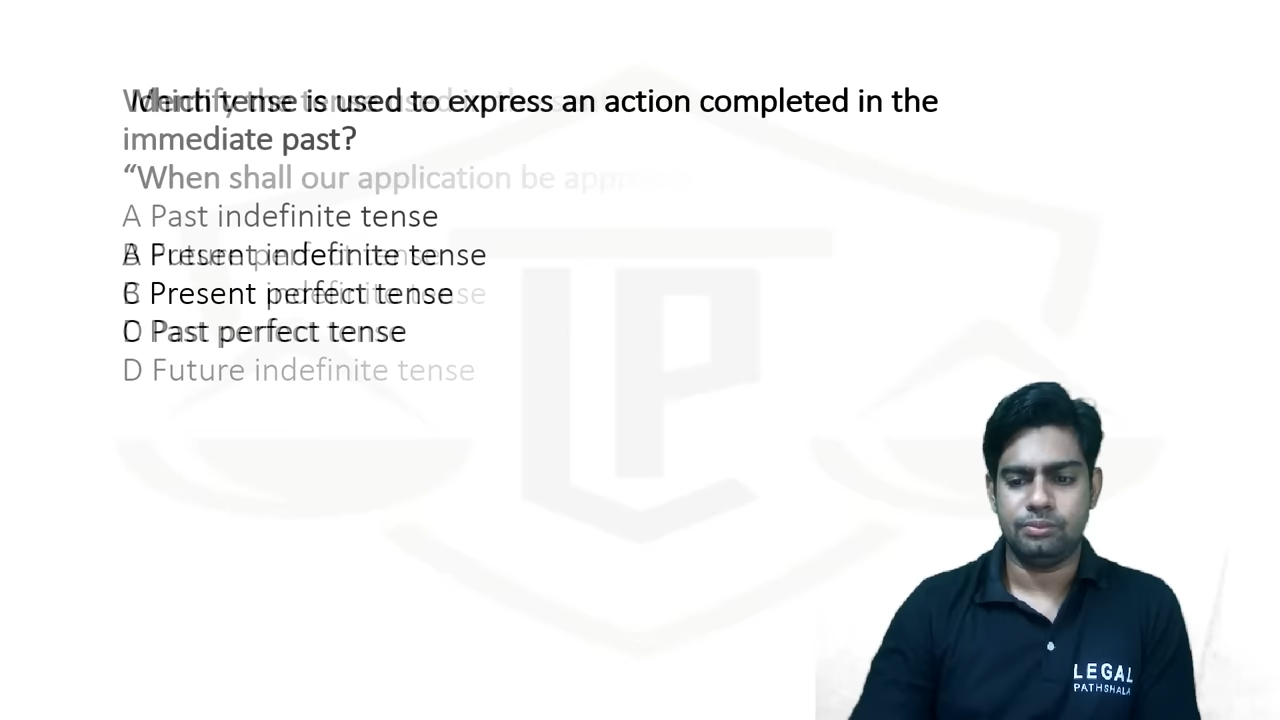 Which tense is used to express an action completed in the
immediate past?
“When shall our application be
A Past indefinite tense
A Present indefinite tense
B Present perfect tense
C Past perfect tense
D Future indefinite tense
LEGAL
PATHSHALA